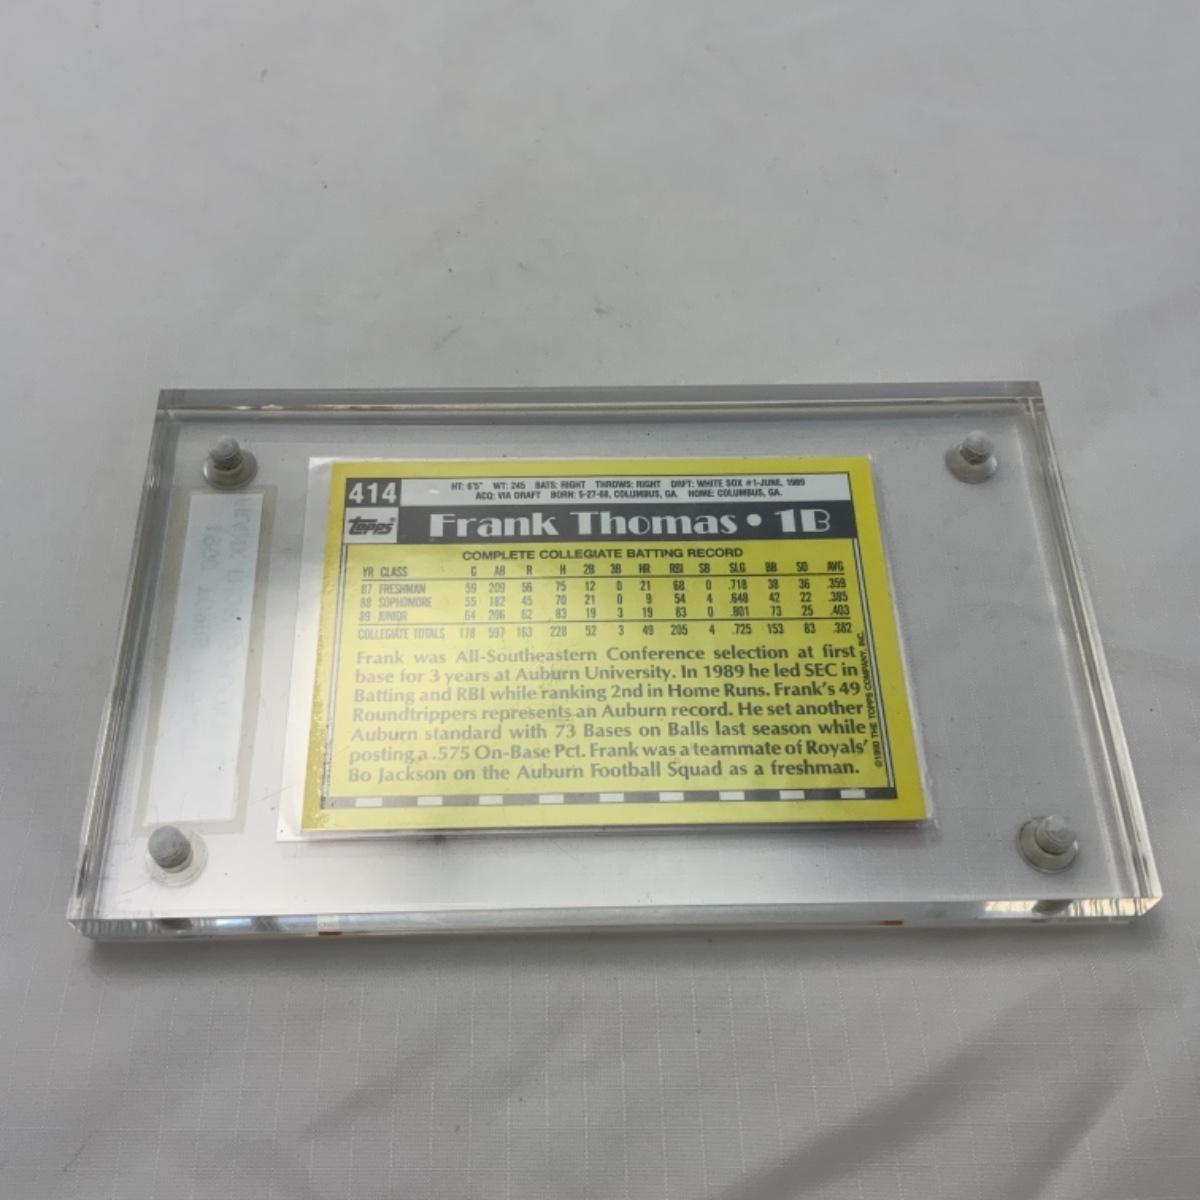 414
HT: 6'5" WT: 245 BATS: RIGHT THROWS: RIGHT DRFT: WHITE SOX #1-JUNE, 1989
ACQ: VIA DRAFT BORN: 5-27-68, COLUMBUS, GA. HOME: COLUMBUS, GA.
Topps®
Frank Thomas • 1B
COMPLETE COLLEGIATE BATTING RECORD
YR CLASS G AB R H 2B 3B HR RBI SB SLG BB SO AVG
87 FRESHMAN 59 209 56 75 12 0 21 68 0 .718 38 36 .359
88 SOPHOMORE 55 182 45 70 21 0 9 54 4 .648 42 22 .385
89 JUNIOR 64 206 62 83 19 3 19 83 0 .801 73 25 .403
COLLEGIATE TOTALS 178 597 163 228 52 3 49 205 4 .725 153 83 .382
Frank was All-Southeastern Conference selection at first
base for 3 years at Auburn University. In 1989 he led SEC in
Batting and RBI while ranking 2nd in Home Runs. Frank's 49
Roundtrippers represents an Auburn record. He set another
Auburn standard with 73 Bases on Balls last season while
posting a .575 On-Base Pct. Frank was a teammate of Royals'
Bo Jackson on the Auburn Football Squad as a freshman.
©1990 THE TOPPS COMPANY, INC.